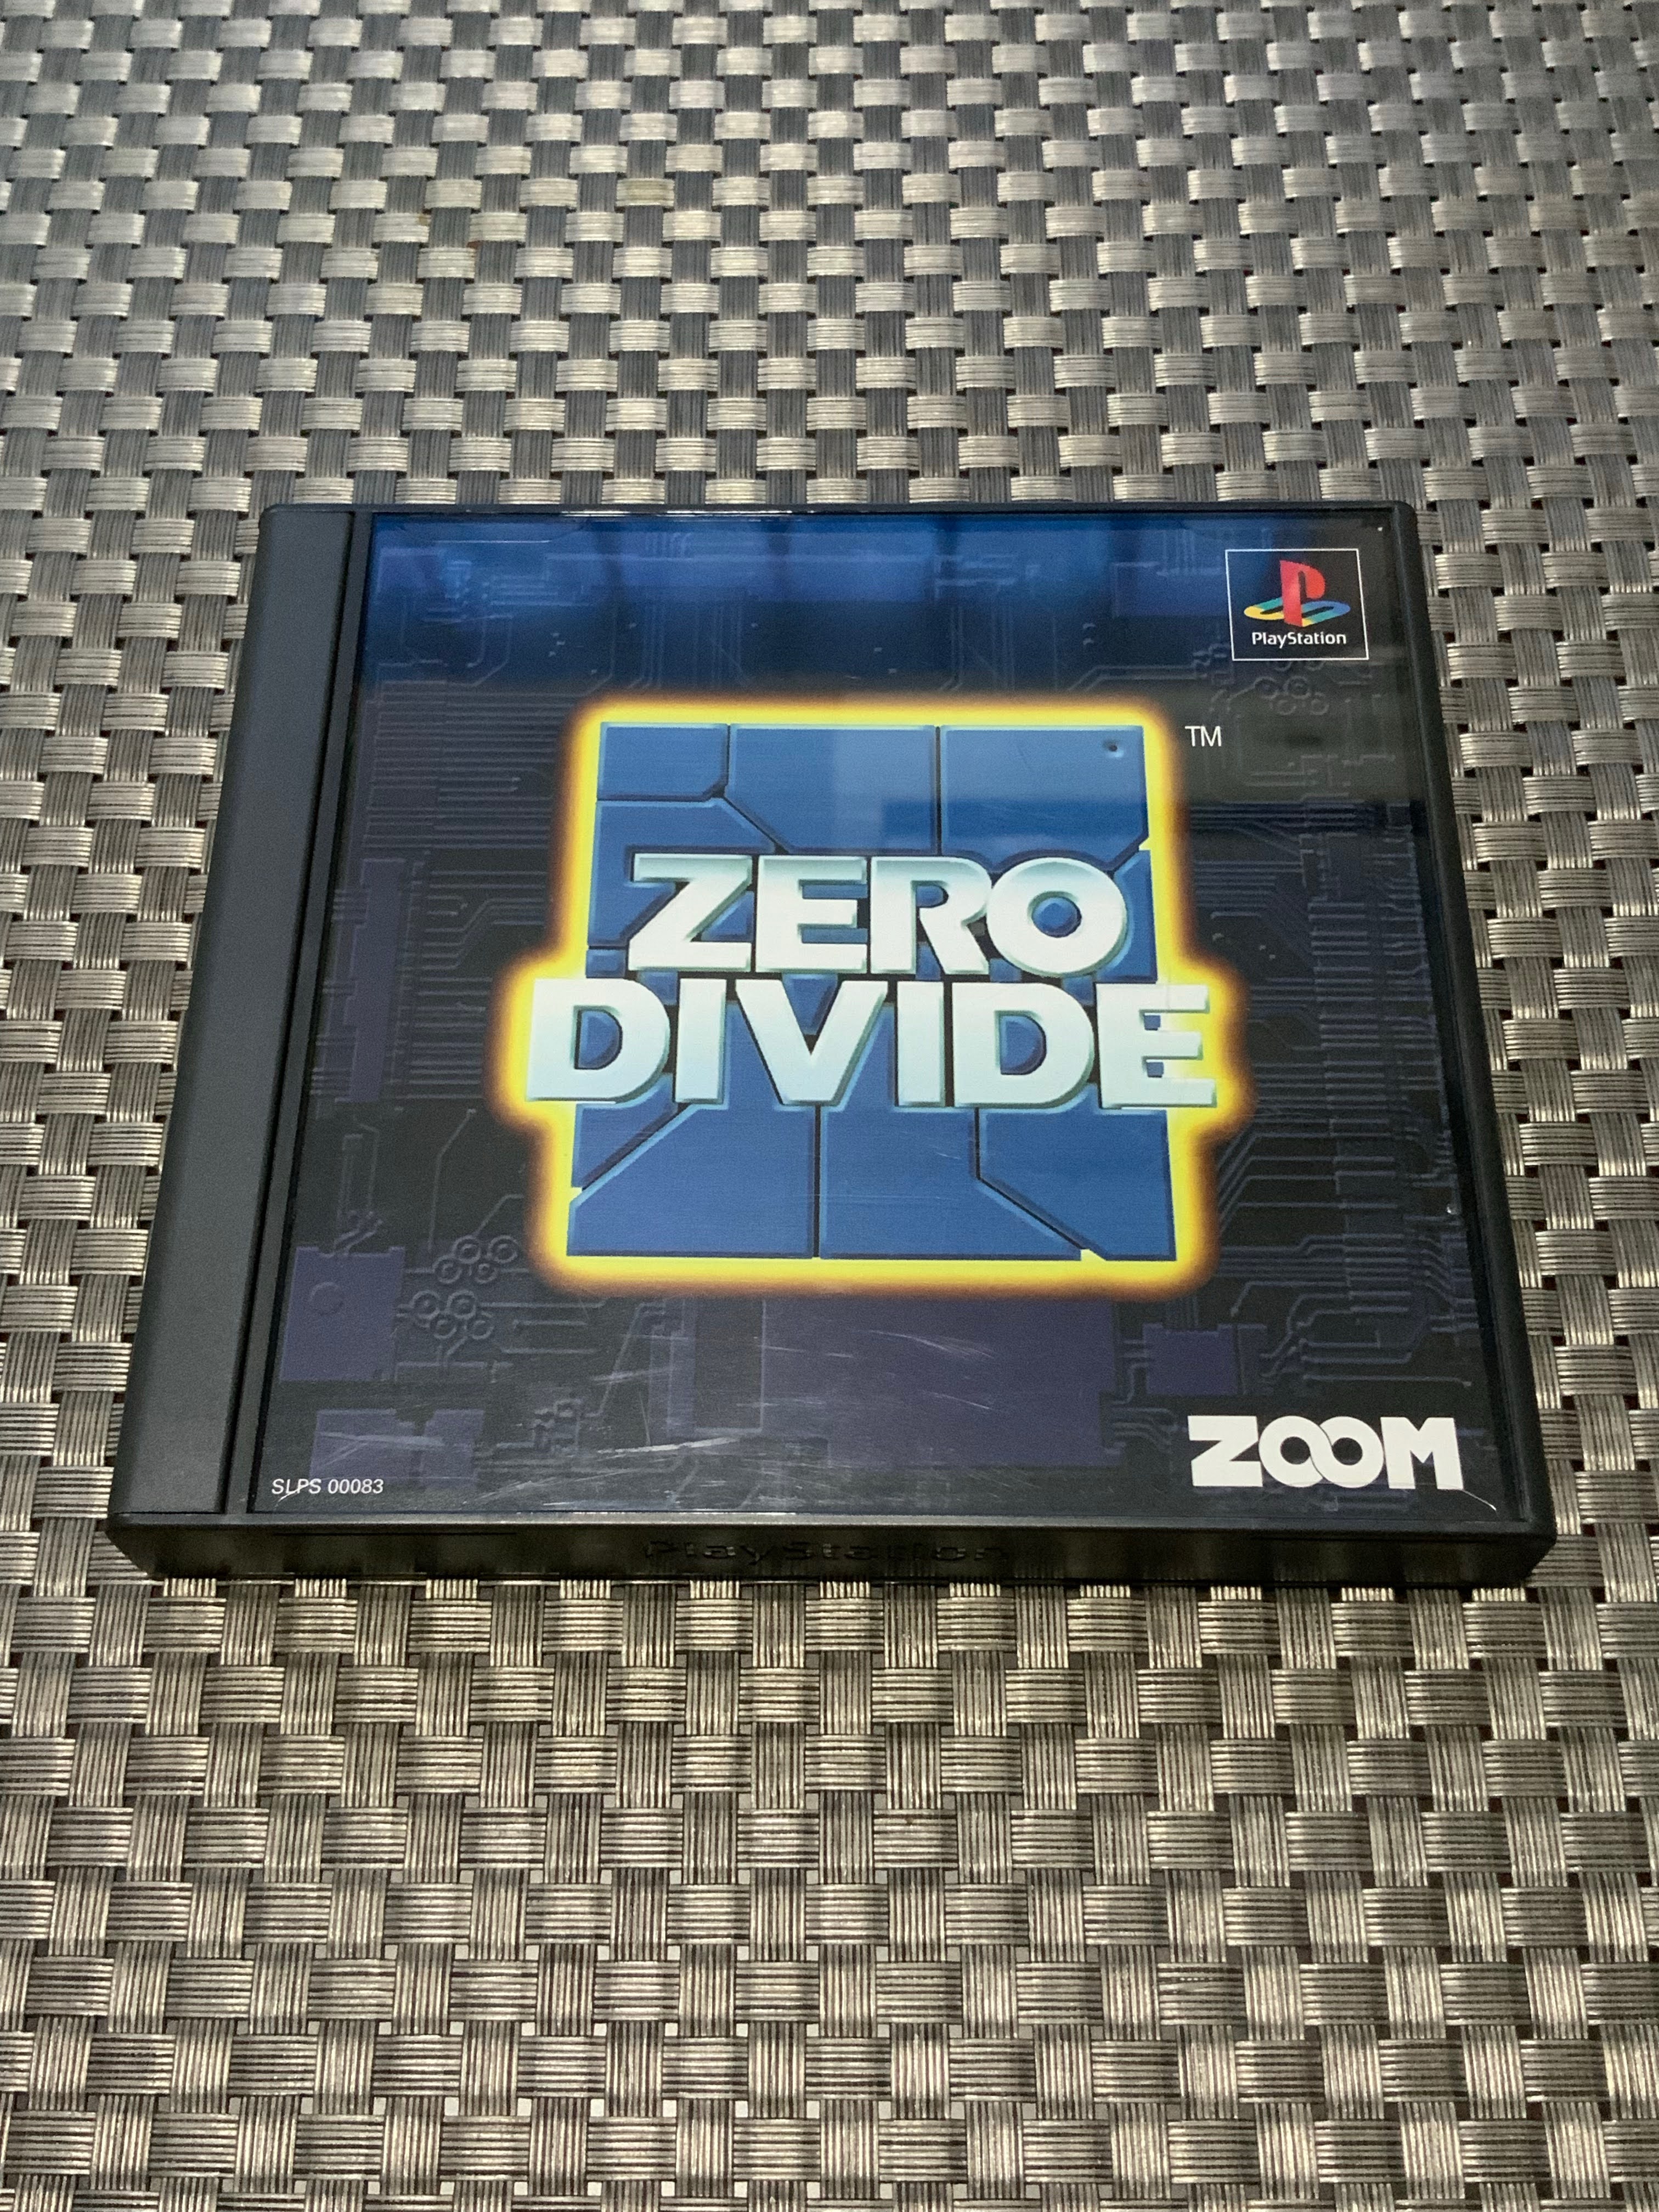 PlayStation
TM
ZERO
DIVIDE
ZOOM
SLPS 00083
PlayStation